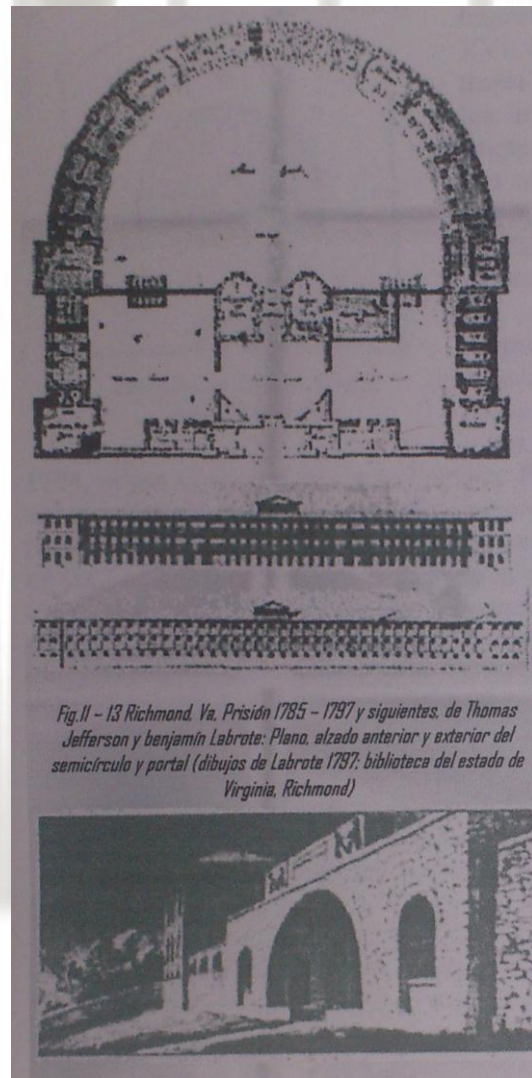 Fig.11 – 13 Richmond. Va, Prisión 1785 – 1797 y siguientes, de Thomas
Jefferson y benjamín Labrote: Plano, alzado anterior y exterior del
semicírculo y portal (dibujos de Labrote 1797: biblioteca del estado de
Virginia, Richmond)